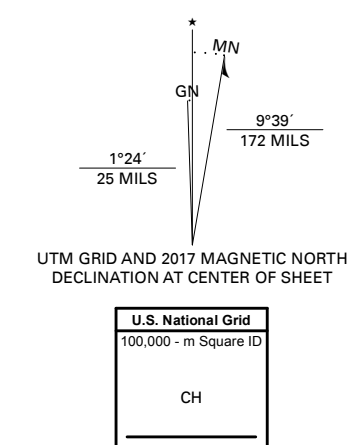 ★
MN
GN
9°39´
172 MILS
1°24´
25 MILS
UTM GRID AND 2017 MAGNETIC NORTH
DECLINATION AT CENTER OF SHEET
U.S. National Grid
100,000 - m Square ID
CH